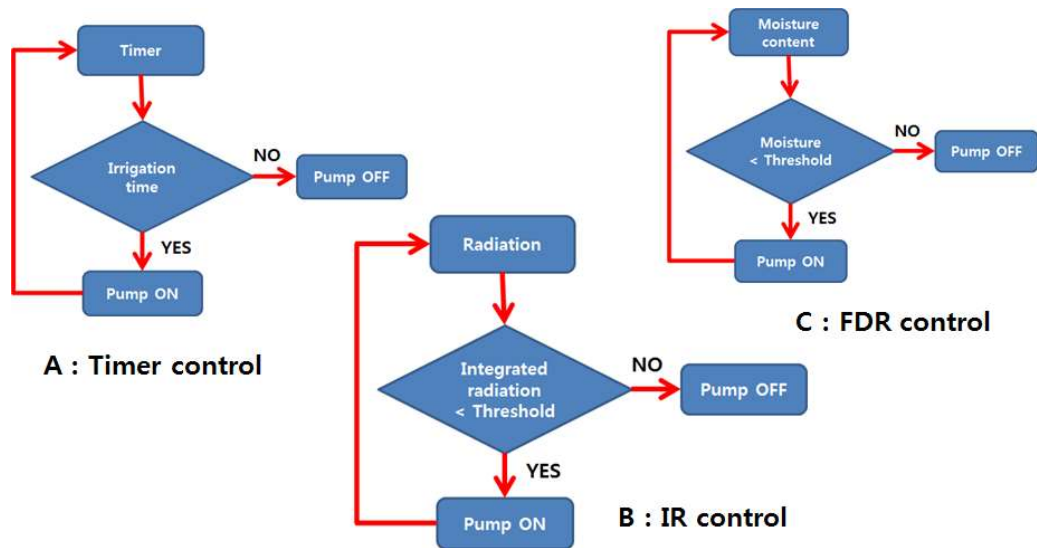 Timer
Irrigation
time
NO
Pump OFF
YES
Pump ON
A : Timer control
Radiation
Integrated
radiation
< Threshold
NO
Pump OFF
YES
Pump ON
B : IR control
Moisture
content
Moisture
< Threshold
NO
Pump OFF
YES
Pump ON
C : FDR control